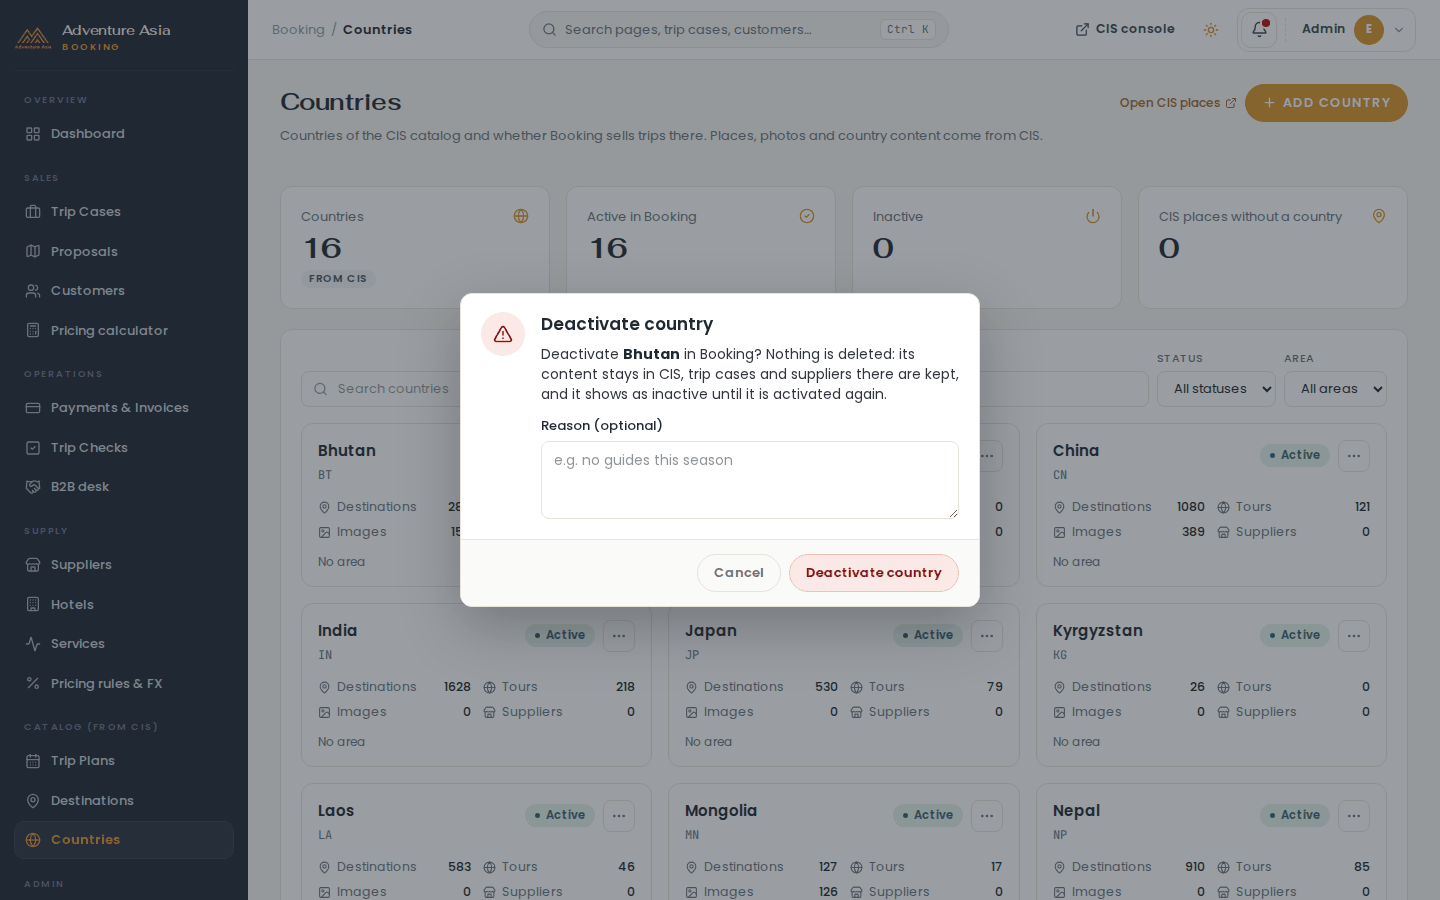 Adventure Asia
BOOKING
OVERVIEW
Dashboard
SALES
Trip Cases
Proposals
Customers
Pricing calculator
OPERATIONS
Payments & Invoices
Trip Checks
B2B desk
SUPPLY
Suppliers
Hotels
Services
Pricing rules & FX
CATALOG (FROM CIS)
Trip Plans
Destinations
Countries
ADMIN
Booking / Countries
Search pages, trip cases, customers...
Ctrl K
CIS console
Admin
E
Countries
Countries of the CIS catalog and whether Booking sells trips there. Places, photos and country content come from CIS.
Open CIS places
+ ADD COUNTRY
Countries
16
FROM CIS
Active in Booking
16
Inactive
0
CIS places without a country
0
Search countries
STATUS
All statuses
AREA
All areas
Deactivate country
Deactivate Bhutan in Booking? Nothing is deleted: its
content stays in CIS, trip cases and suppliers there are kept,
and it shows as inactive until it is activated again.
Reason (optional)
e.g. no guides this season
Cancel
Deactivate country
Bhutan
BT
Destinations
Images
No area
0
0
China
Active
CN
Destinations 1080 Tours 121
Images 389 Suppliers 0
No area
India
Active
IN
Destinations 1628 Tours 218
Images 0 Suppliers 0
No area
Japan
Active
JP
Destinations 530 Tours 79
Images 0 Suppliers 0
No area
Kyrgyzstan
Active
KG
Destinations 26 Tours 0
Images 0 Suppliers 0
No area
Laos
Active
LA
Destinations 583 Tours 46
Images 0 Suppliers 0
Mongolia
Active
MN
Destinations 127 Tours 17
Images 126 Suppliers 0
Nepal
Active
NP
Destinations 910 Tours 85
Images 0 Suppliers 0